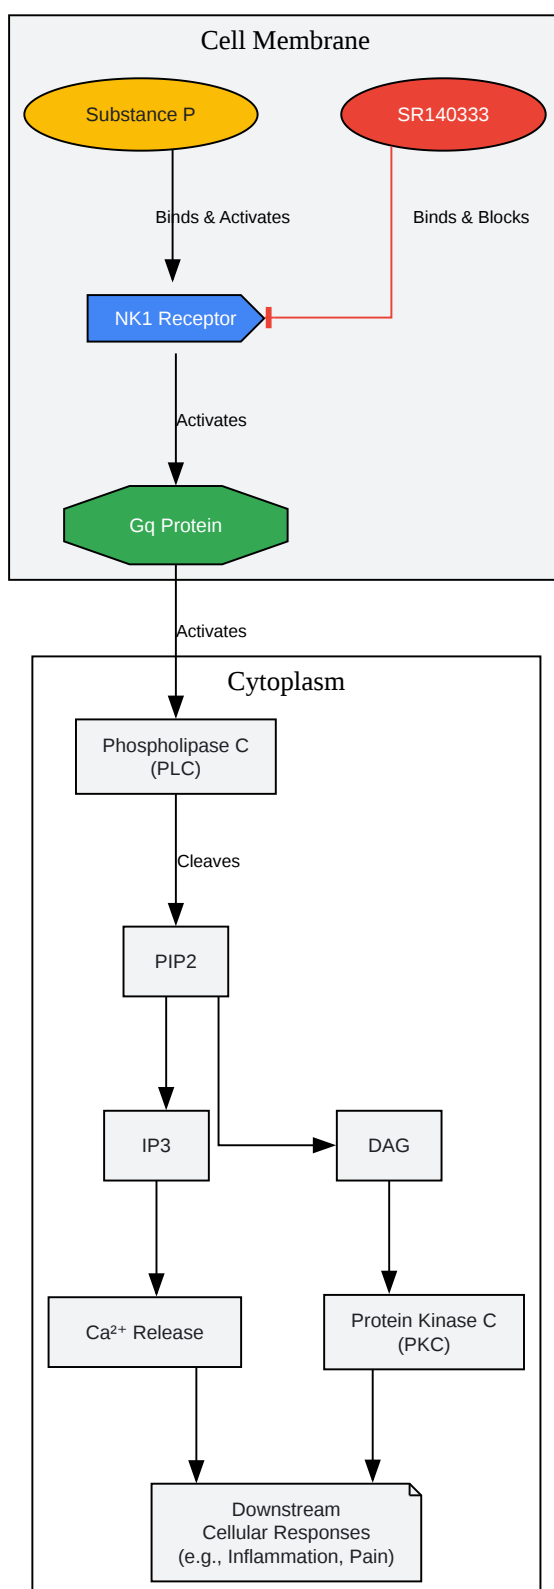 Cell Membrane
Substance P
SR140333
Binds & Activates
Binds & Blocks
NK1 Receptor
Activates
Gq Protein
Activates
Cytoplasm
Phospholipase C
(PLC)
Cleaves
PIP2
IP3
DAG
Ca²⁺ Release
Protein Kinase C
(PKC)
Downstream
Cellular Responses
(e.g., Inflammation, Pain)